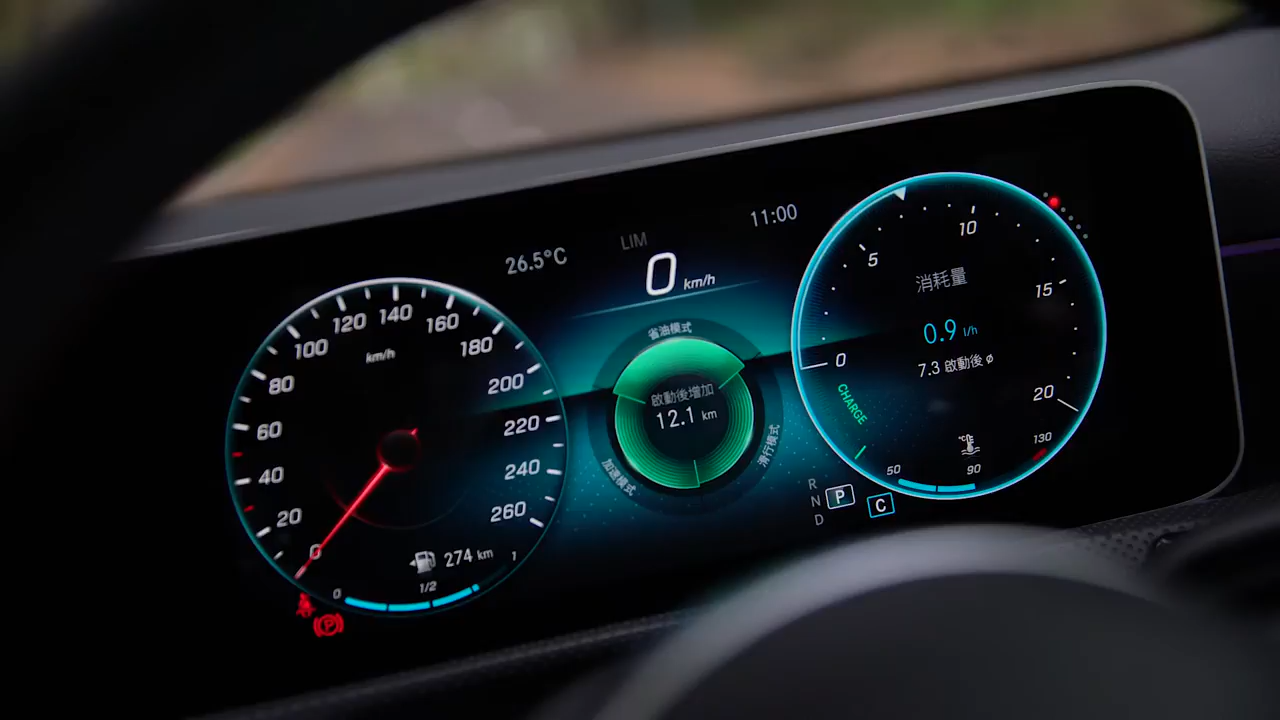 26.5°C
LIM
11:00
0 km/h
0
20
40
60
80
100
120
140
160
180
200
220
240
260
km/h
274 km
0
1/2
1
省油模式
啟動後增加
12.1 km
加速模式
滑行模式
0
5
10
15
20
消耗量
0.9 l/h
7.3 啟動後 ø
CHARGE
50
90
130
°C
R
N
P
D
C
P